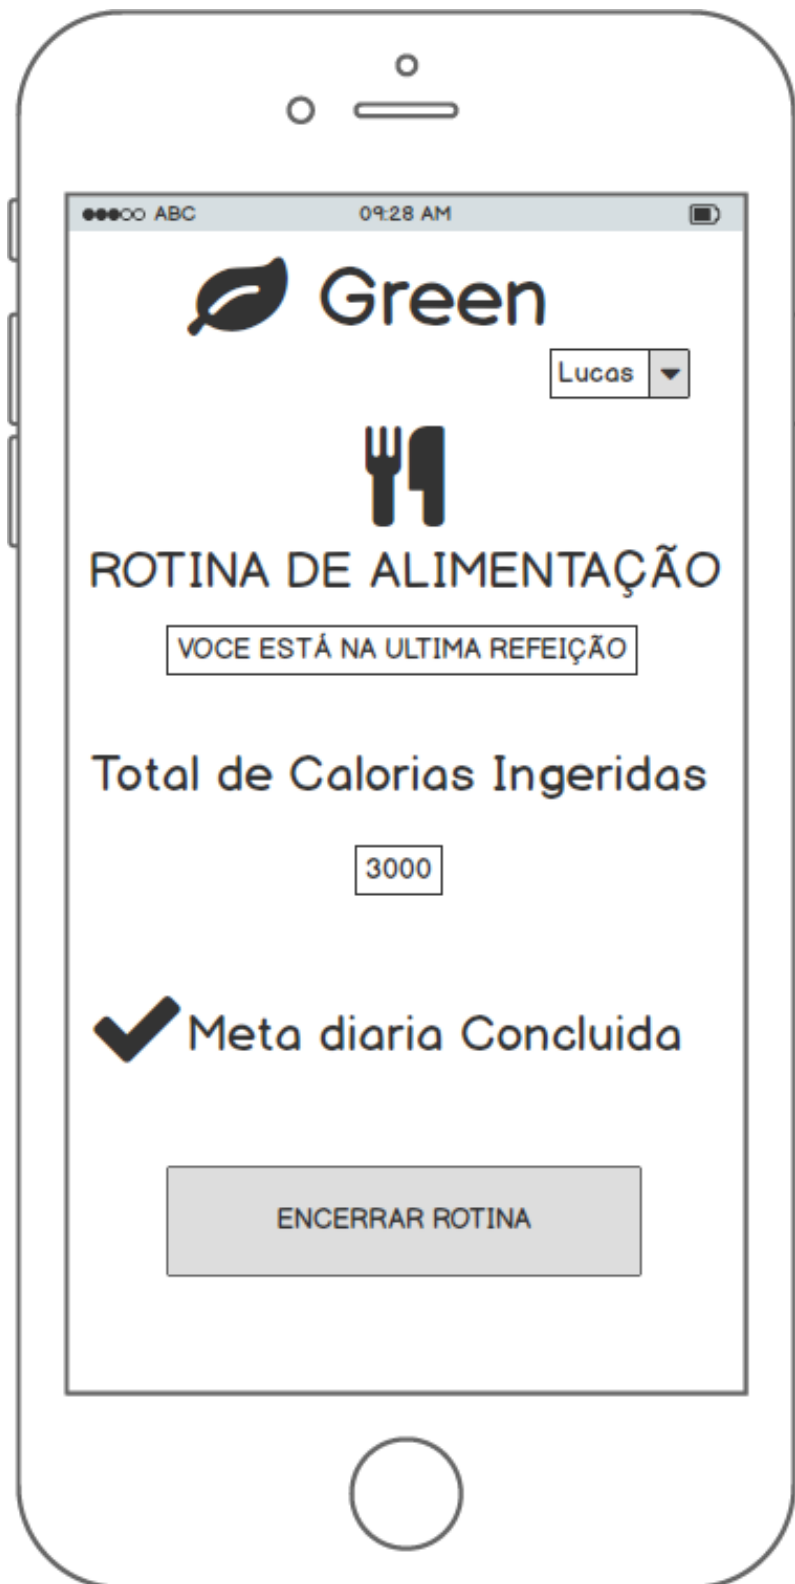 ABC 09:28 AM
Green
Lucas
ROTINA DE ALIMENTAÇÃO
VOCE ESTÁ NA ULTIMA REFEIÇÃO
Total de Calorias Ingeridas
3000
Meta diaria Concluida
ENCERRAR ROTINA